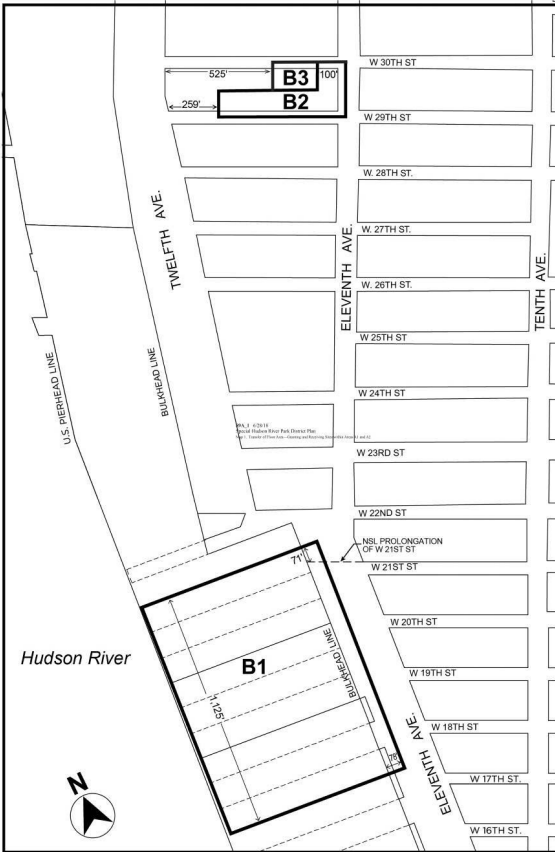 W 30TH ST
525'
B3
100'
B2
259'
W 29TH ST
W. 28TH ST.
TWELFTH AVE.
W. 27TH ST.
ELEVENTH AVE.
TENTH AVE.
W. 26TH ST.
W 25TH ST
U.S. PIERHEAD LINE
BULKHEAD LINE
W 24TH ST
Special Hudson River Park District Plan
W 23RD ST
W 22ND ST
NSL PROLONGATION
OF W 21ST ST
71'
W 21ST ST
W 20TH ST
Hudson River
B1
BULKHEAD LINE
W 19TH ST
1,125'
W 18TH ST
ELEVENTH AVE.
78'
W 17TH ST.
N
W 16TH ST.